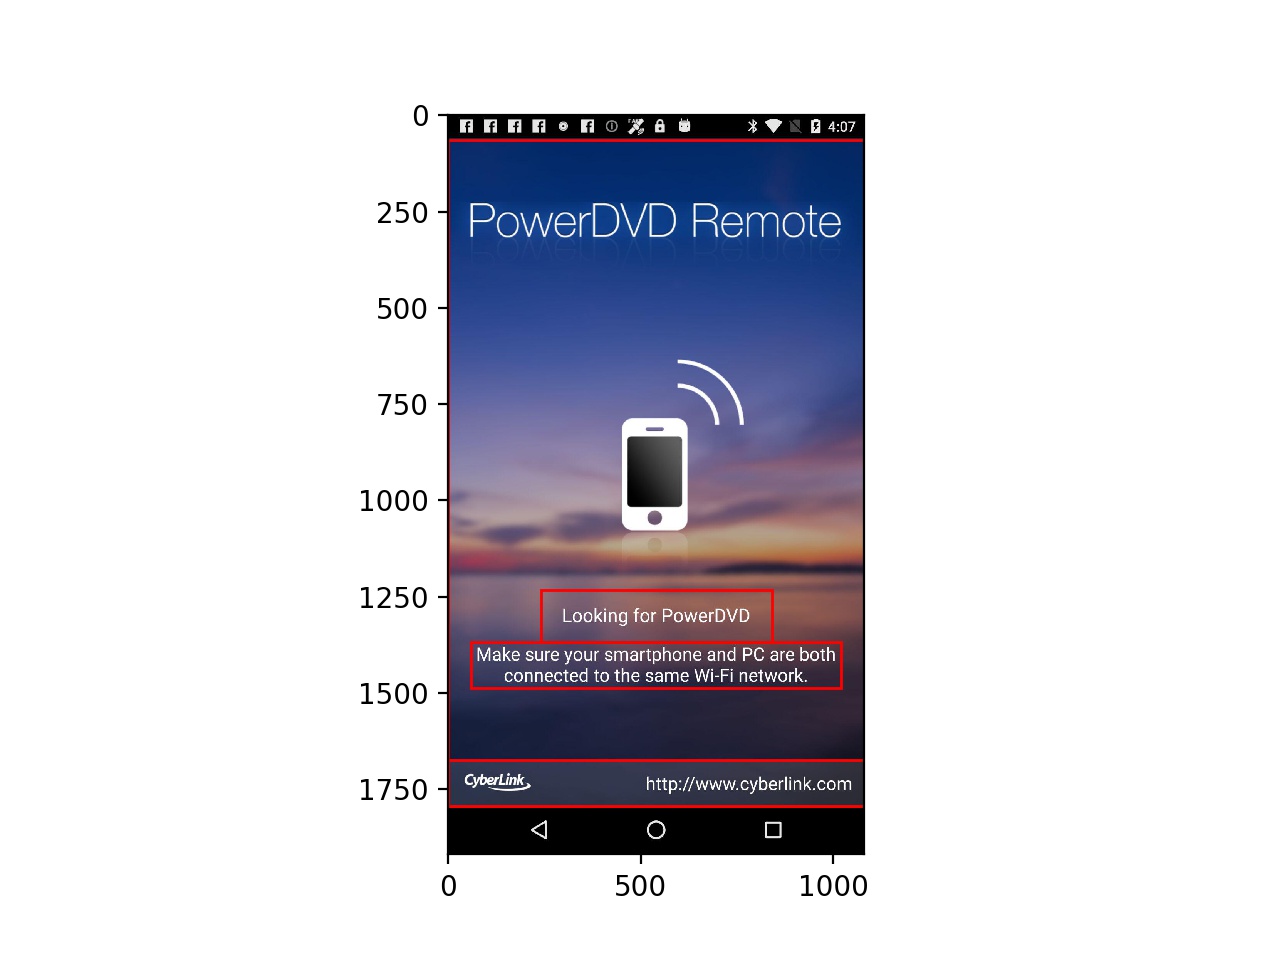 4:07
PowerDVD Remote
Looking for PowerDVD
Make sure your smartphone and PC are both
connected to the same Wi-Fi network.
CyberLink http://www.cyberlink.com
0
250
500
750
1000
1250
1500
1750
0 500 1000